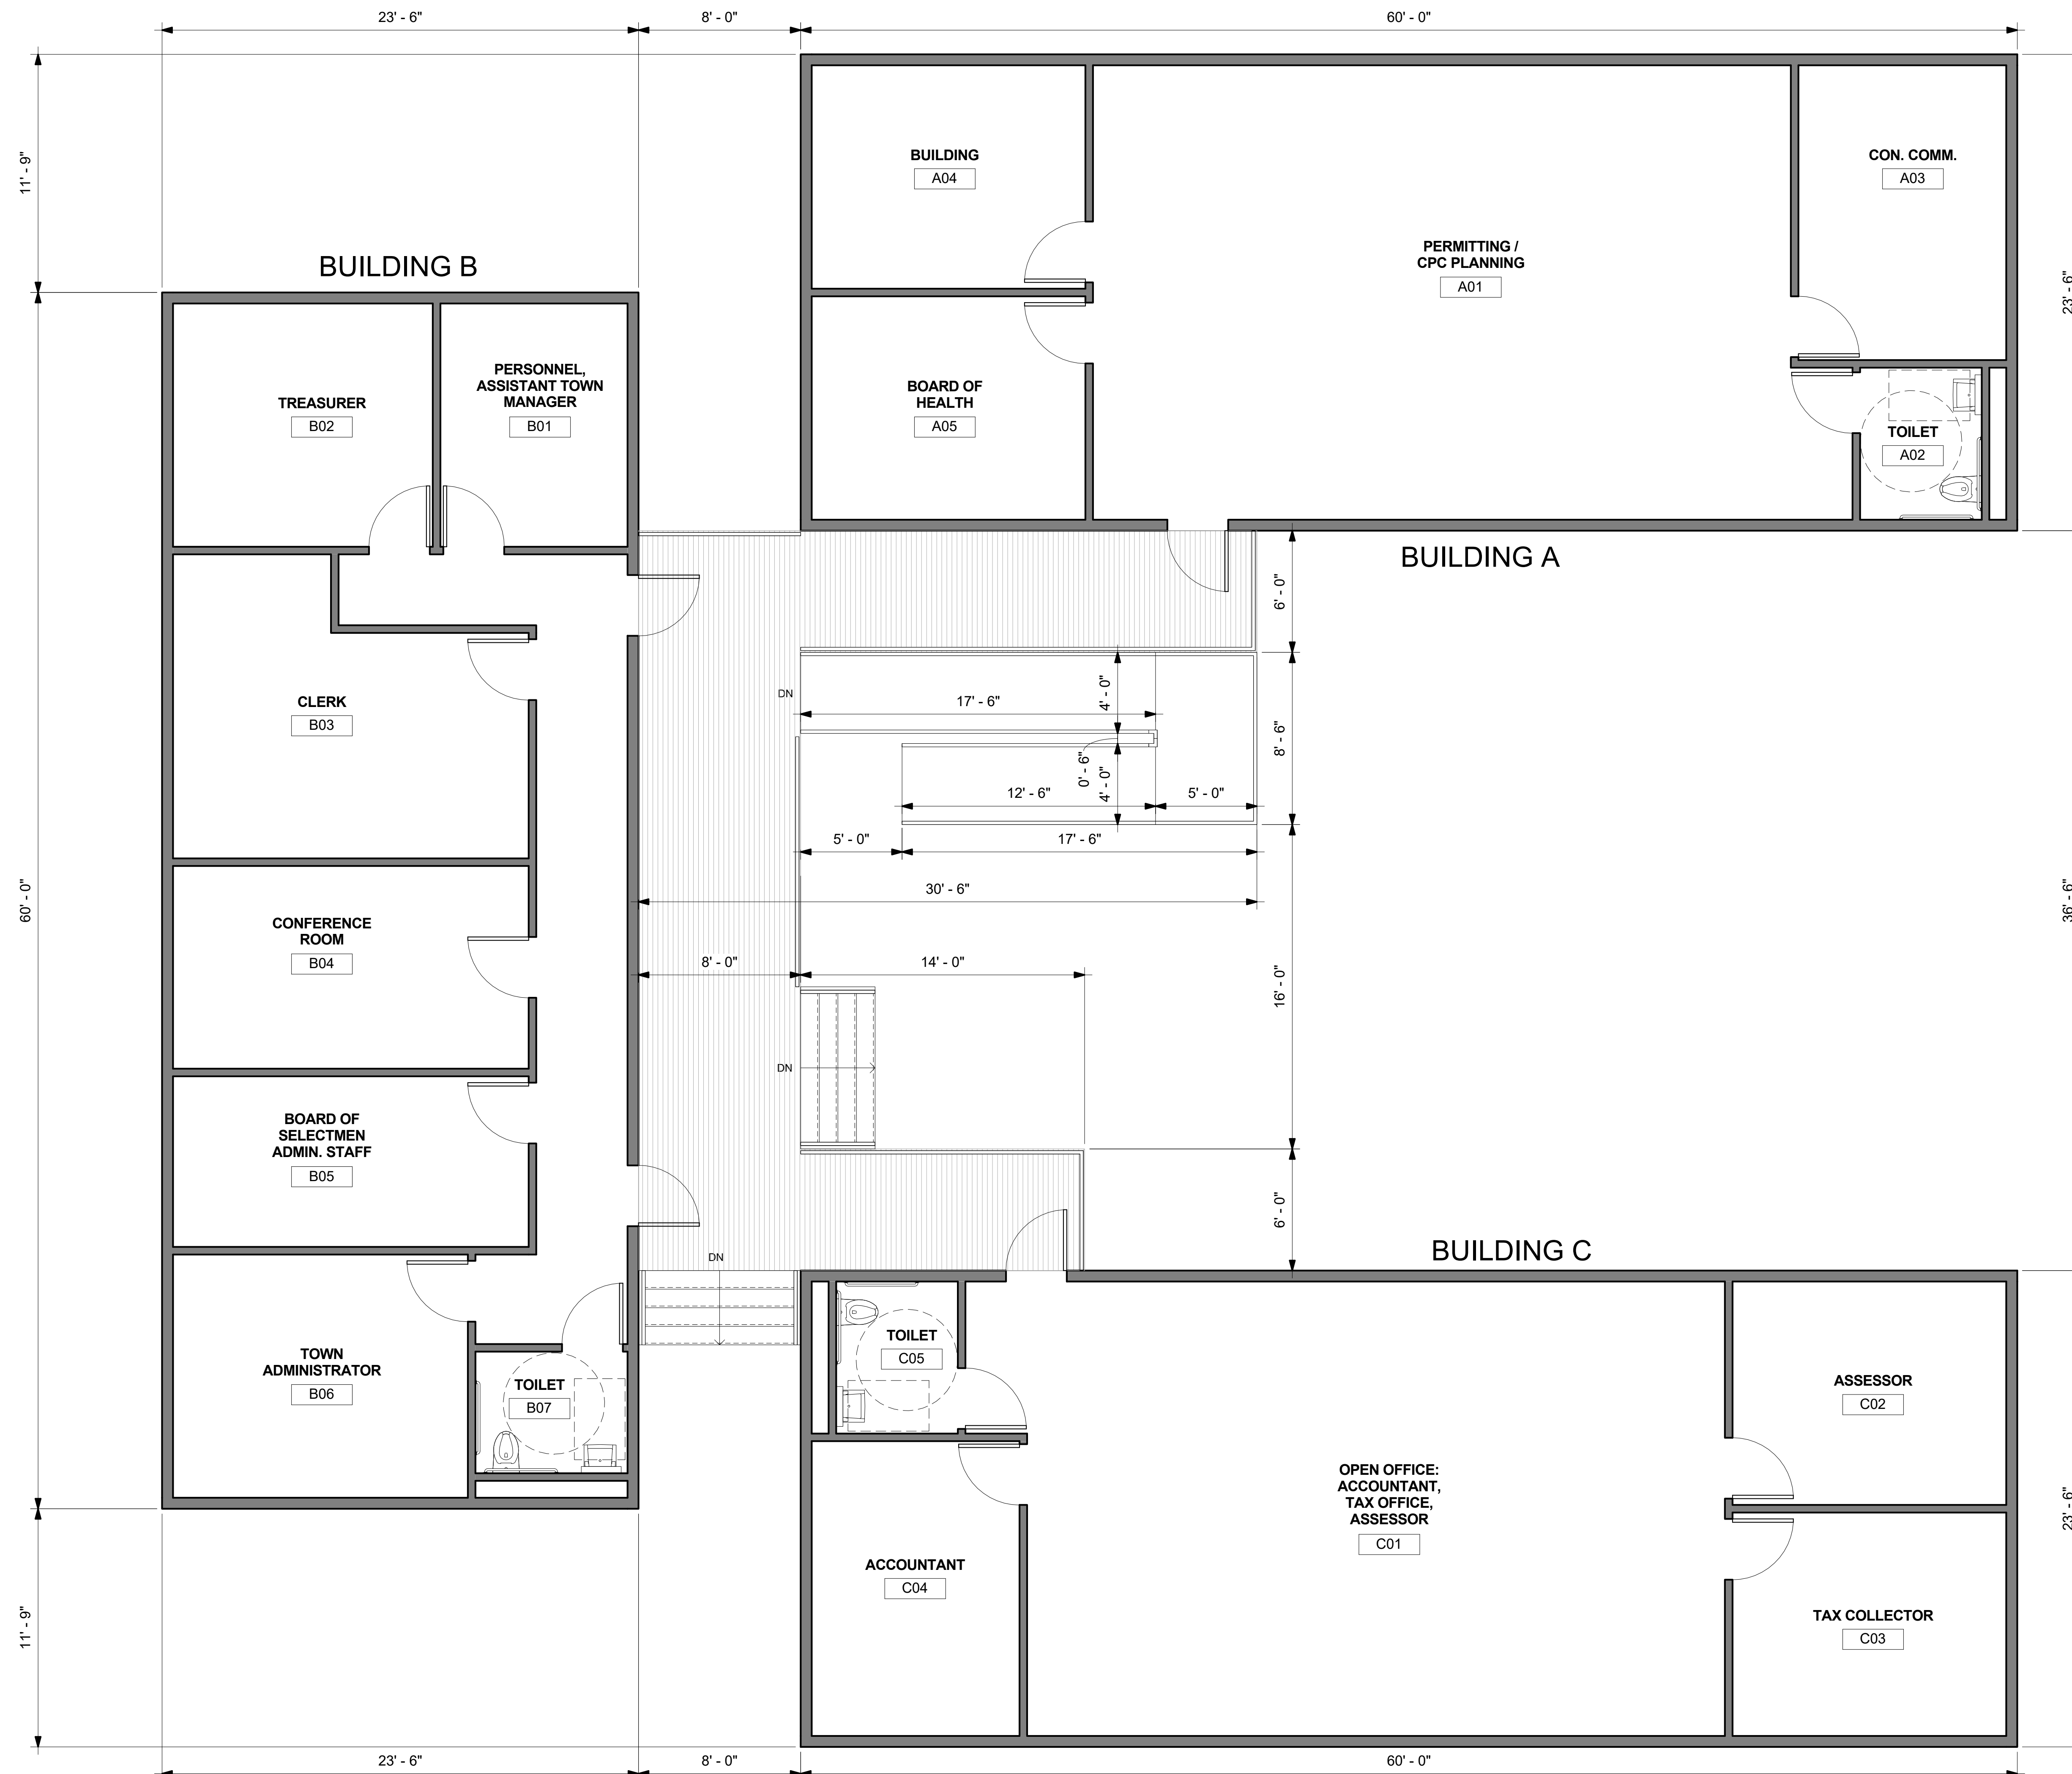 23' - 6"
8' - 0"
60' - 0"
11' - 9"
BUILDING
A04
CON. COMM.
A03
PERMITTING /
CPC PLANNING
A01
23' - 6"
BUILDING B
PERSONNEL,
ASSISTANT TOWN
MANAGER
B01
TREASURER
B02
BOARD OF
HEALTH
A05
TOILET
A02
BUILDING A
6' - 0"
CLERK
B03
DN
17' - 6"
4' - 0"
8' - 6"
0' - 6"
4' - 0"
12' - 6"
5' - 0"
5' - 0"
17' - 6"
30' - 6"
60' - 0"
36' - 6"
CONFERENCE
ROOM
B04
8' - 0"
14' - 0"
16' - 0"
DN
BOARD OF
SELECTMEN
ADMIN. STAFF
B05
6' - 0"
DN
BUILDING C
TOWN
ADMINISTRATOR
B06
TOILET
B07
TOILET
C05
ASSESSOR
C02
OPEN OFFICE:
ACCOUNTANT,
TAX OFFICE,
ASSESSOR
C01
23' - 6"
ACCOUNTANT
C04
TAX COLLECTOR
C03
11' - 9"
23' - 6"
8' - 0"
60' - 0"